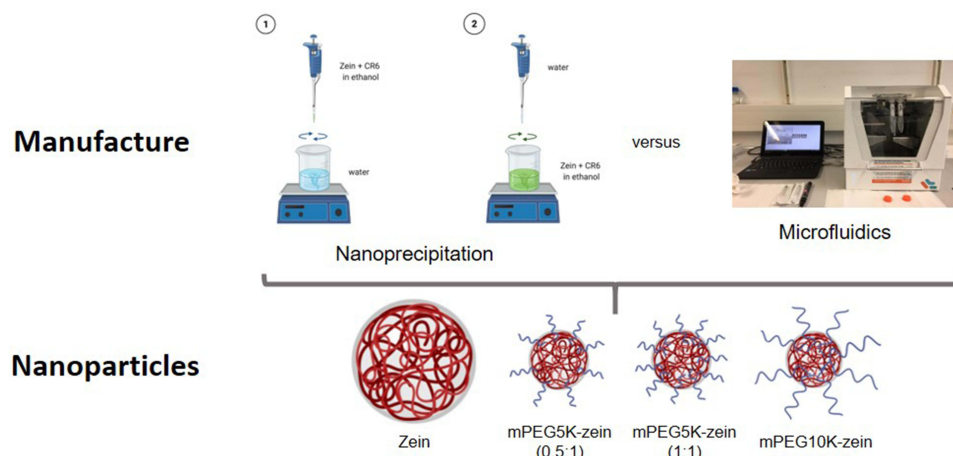 1
2
Zein + CR6
in ethanol
water
water
Zein + CR6
in ethanol
Manufacture
versus
Microfluidics
Nanoprecipitation
Nanoparticles
Zein
mPEG5K-zein
(0.5:1)
mPEG5K-zein
(1:1)
mPEG10K-zein